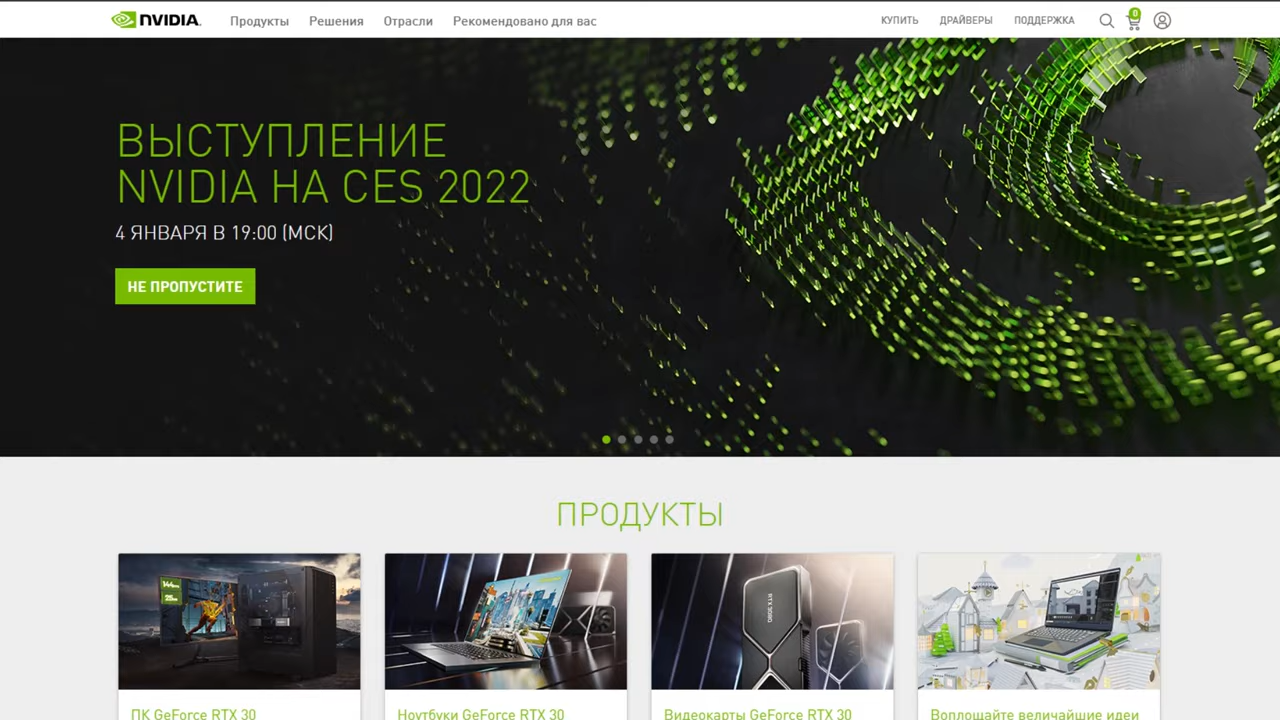 NVIDIA.
Продукты
Решения
Отрасли
Рекомендовано для вас
КУПИТЬ
ДРАЙВЕРЫ
ПОДДЕРЖКА
0
ВЫСТУПЛЕНИЕ
NVIDIA НА CES 2022
4 ЯНВАРЯ В 19:00 (МСК)
НЕ ПРОПУСТИТЕ
ПРОДУКТЫ
RTX 3080
ПК GeForce RTX 30
Ноутбуки GeForce RTX 30
Видеокарты GeForce RTX 30
Воплощайте величайшие идеи